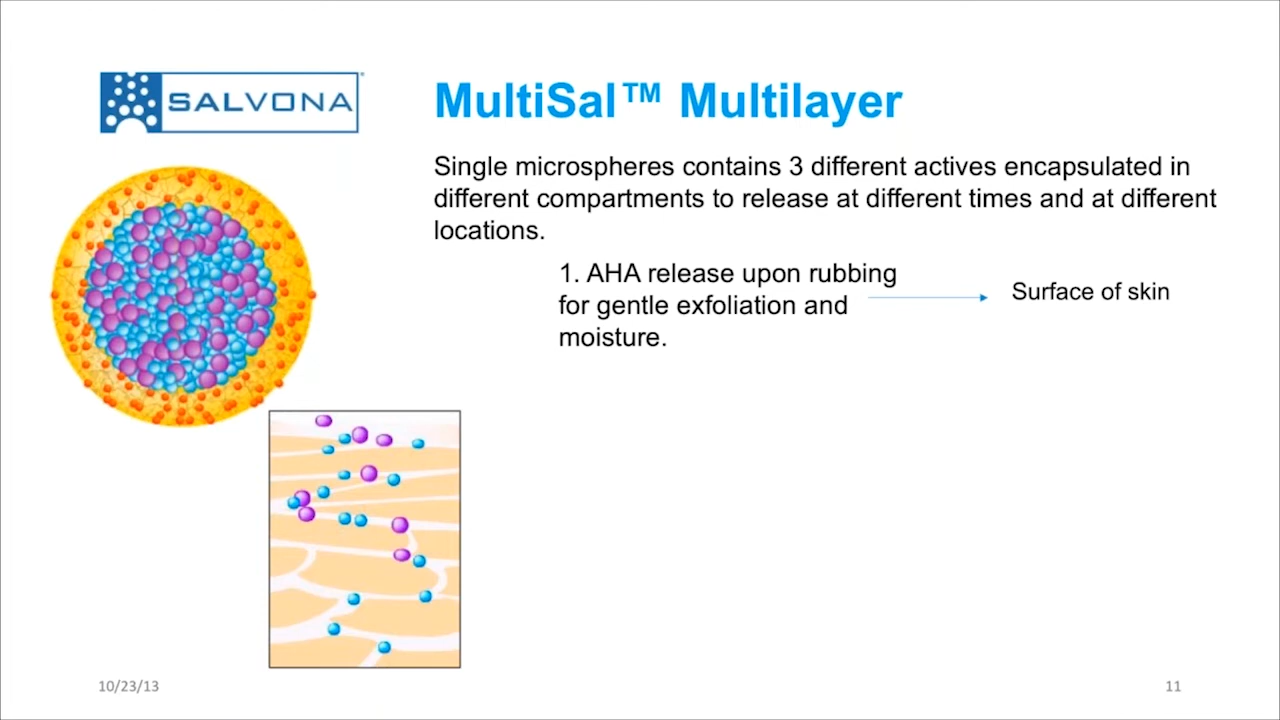 SALVONA
MultiSal™ Multilayer
Single microspheres contains 3 different actives encapsulated in
different compartments to release at different times and at different
locations.
1. AHA release upon rubbing
for gentle exfoliation and
moisture.
Surface of skin
10/23/13
11